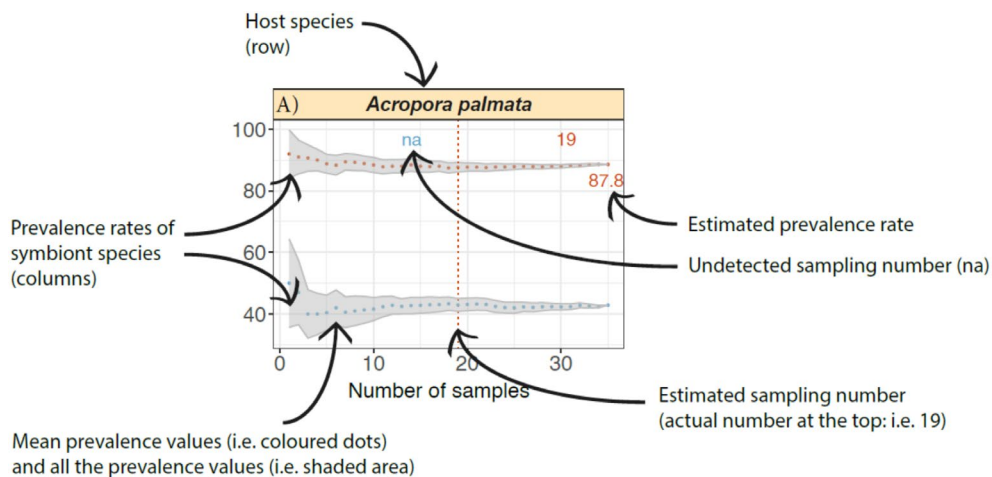 Host species
(row)
A) Acropora palmata
100
na
19
80
87.8
Prevalence rates of
symbiont species
(columns)
Estimated prevalence rate
60
Undetected sampling number (na)
40
0 10 20 30
Number of samples
Estimated sampling number
(actual number at the top: i.e. 19)
Mean prevalence values (i.e. coloured dots)
and all the prevalence values (i.e. shaded area)